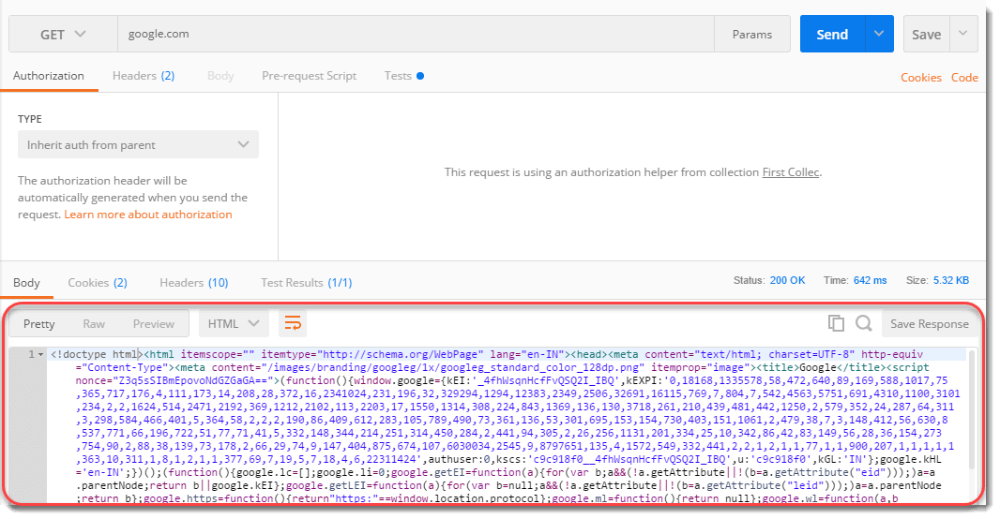 GET google.com Params Send Save
Authorization Headers (2) Body Pre-request Script Tests Cookies Code
TYPE
Inherit auth from parent
The authorization header will be
automatically generated when you send the
request. Learn more about authorization
This request is using an authorization helper from collection First Collec.
Body Cookies (2) Headers (10) Test Results (1/1) Status: 200 OK Time: 642 ms Size: 5.32 KB
Pretty Raw Preview HTML Save Response
1 <!doctype html><html itemscope="" itemtype="http://schema.org/WebPage" lang="en-IN"><head><meta content="text/html; charset=UTF-8" http-equiv
="Content-Type"><meta content="/images/branding/googleg/1x/googleg_standard_color_128dp.png" itemprop="image"><title>Google</title><script
nonce="Z3q5sSIBmEpovoNdGZGaGA==">(function(){window.google={kEI:'_4fhWsqnHcfFvQSQ2I_IBQ',kEXPI:'0,18168,1335578,58,472,640,89,169,588,1017,75
,365,717,176,4,111,173,14,208,28,372,16,2341024,231,196,32,329294,1294,12383,2349,2506,32691,16115,769,7,804,7,542,4563,5751,691,4310,1100,3101
,234,2,2,1624,514,2471,2192,369,1212,2102,113,2203,17,1550,1314,308,224,843,1369,136,130,3718,261,210,439,481,442,1250,2,579,352,24,287,64,311
,3,298,584,466,401,5,364,58,2,2,2,190,86,409,612,283,105,789,490,73,361,136,53,301,695,153,154,730,403,151,1061,2,479,38,7,3,148,412,56,630,8
,537,771,66,196,722,51,77,71,41,5,332,148,344,214,251,314,450,284,2,441,94,305,2,26,256,1131,201,334,25,10,342,86,42,83,149,56,28,36,154,273
,754,90,2,88,38,139,73,178,2,66,29,74,9,147,404,875,674,107,6030034,2545,9,8797651,135,4,1572,549,332,441,2,2,1,2,1,77,1,1,900,207,1,1,1,1,1
,363,10,311,1,8,1,2,1,1,377,69,7,19,5,7,18,4,6,22311424',authuser:0,kscs:'c9c918f0__4fhWsqnHcfFvQSQ2I_IBQ',u:'c9c918f0',kGL:'IN'};google.kHL
='en-IN';})();(function(){google.lc=[];google.li=0;google.getEI=function(a){for(var b;a&&(!a.getAttribute||!(b=a.getAttribute("eid")));)a=a
.parentNode;return b||google.kEI};google.getLEI=function(a){for(var b=null;a&&(!a.getAttribute||!(b=a.getAttribute("leid")));)a=a.parentNode
;return b};google.https=function(){return"https:"==window.location.protocol};google.ml=function(){return null};google.wl=function(a,b